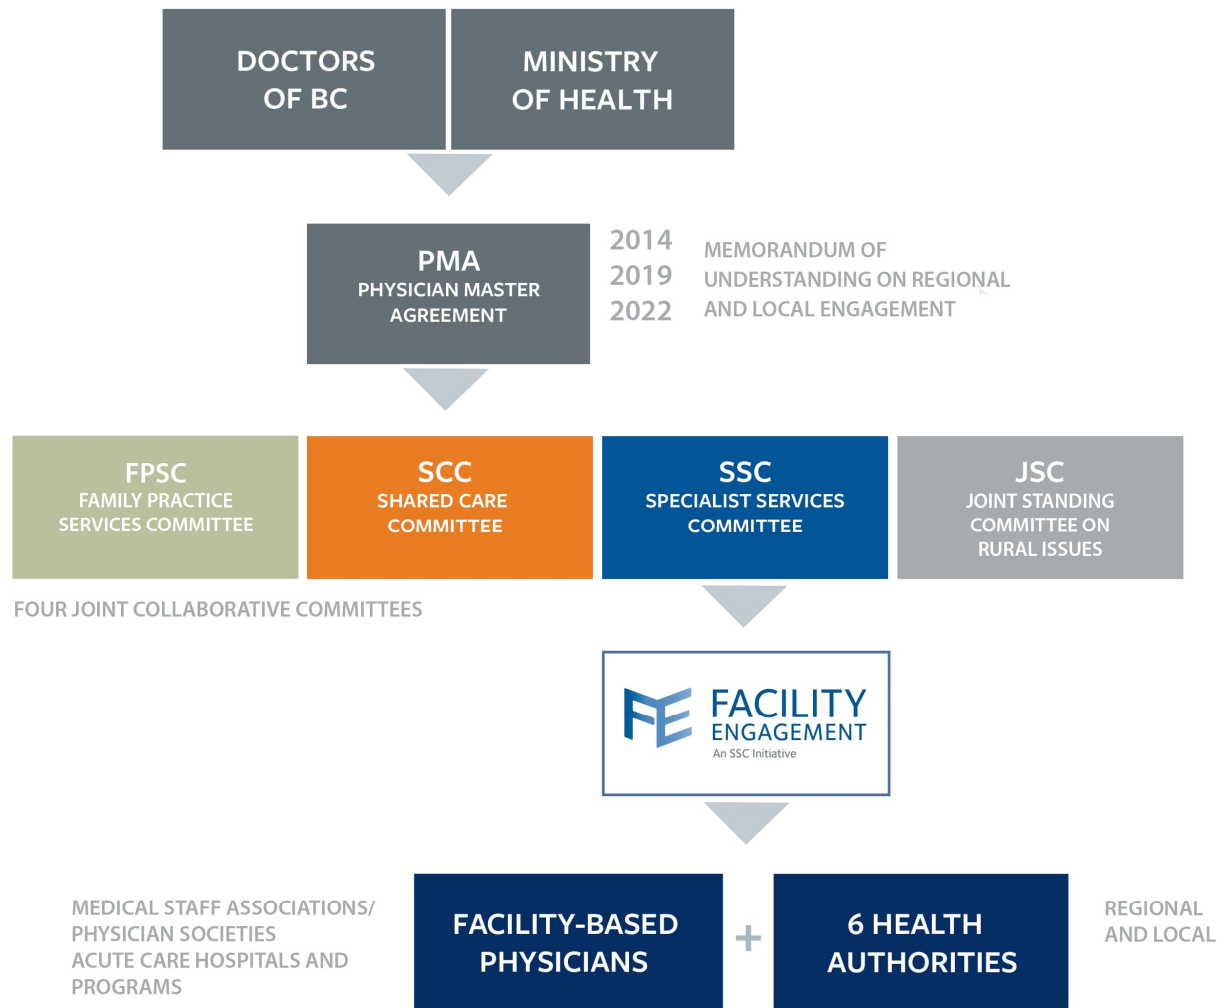 DOCTORS
OF BC
MINISTRY
OF HEALTH
PMA
PHYSICIAN MASTER
AGREEMENT
2014
2019
2022
MEMORANDUM OF
UNDERSTANDING ON REGIONAL
AND LOCAL ENGAGEMENT
FPSC
FAMILY PRACTICE
SERVICES COMMITTEE
SCC
SHARED CARE
COMMITTEE
SSC
SPECIALIST SERVICES
COMMITTEE
JSC
JOINT STANDING
COMMITTEE ON
RURAL ISSUES
FOUR JOINT COLLABORATIVE COMMITTEES
FE
FACILITY
ENGAGEMENT
An SSC Initiative
MEDICAL STAFF ASSOCIATIONS/
PHYSICIAN SOCIETIES
ACUTE CARE HOSPITALS AND
PROGRAMS
FACILITY-BASED
PHYSICIANS
+
6 HEALTH
AUTHORITIES
REGIONAL
AND LOCAL